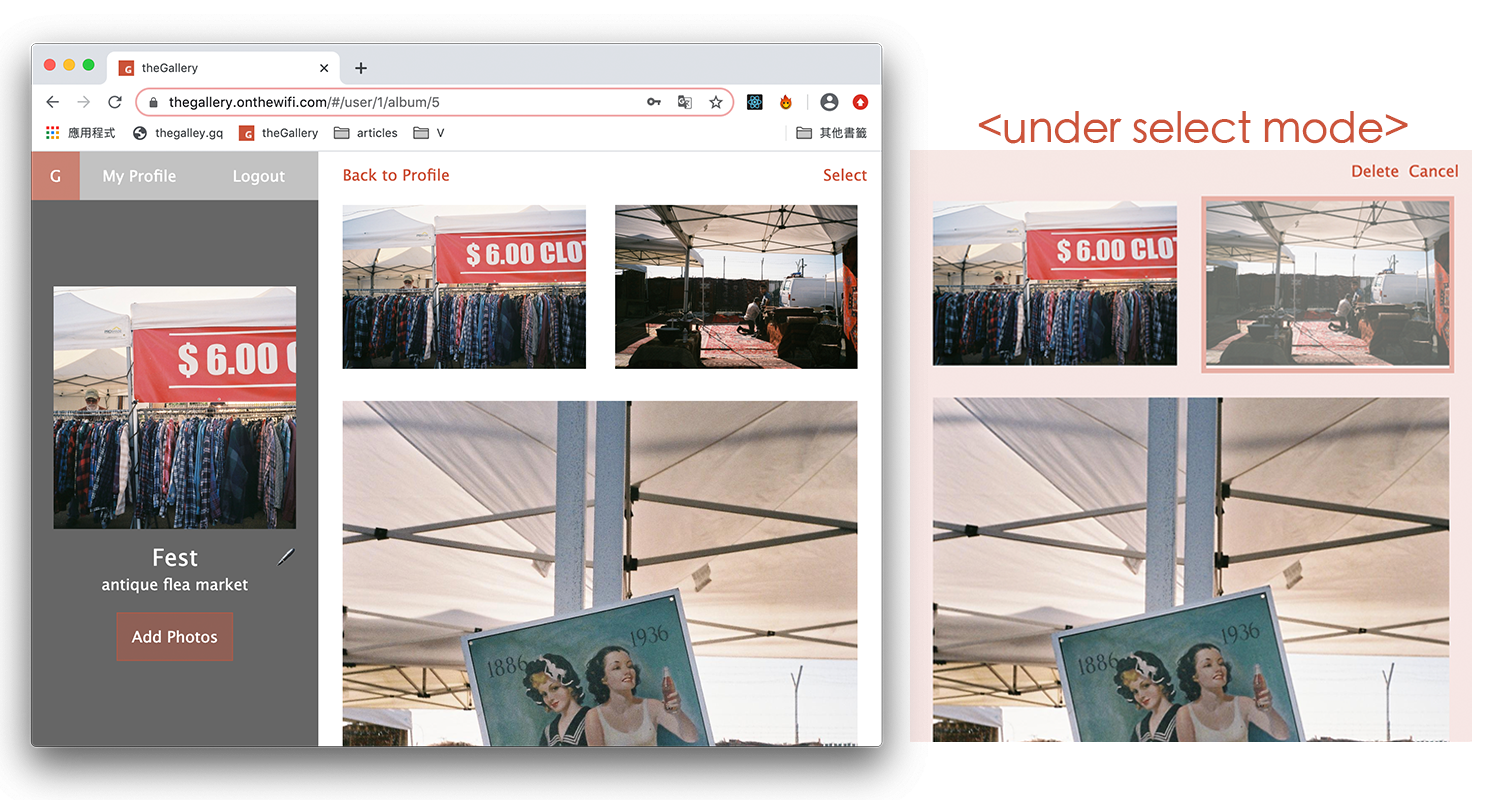 G theGallery
thegallery.onthewifi.com/#/user/1/album/5
應用程式 thegalley.gq G theGallery articles V 其他書籤
G My Profile Logout
Back to Profile Select
$ 6.00 CLOT
$ 6.00 C
Fest
antique flea market
Add Photos
1886 1936
<under select mode>
Delete Cancel
$ 6.00 CLOT
1886 1936